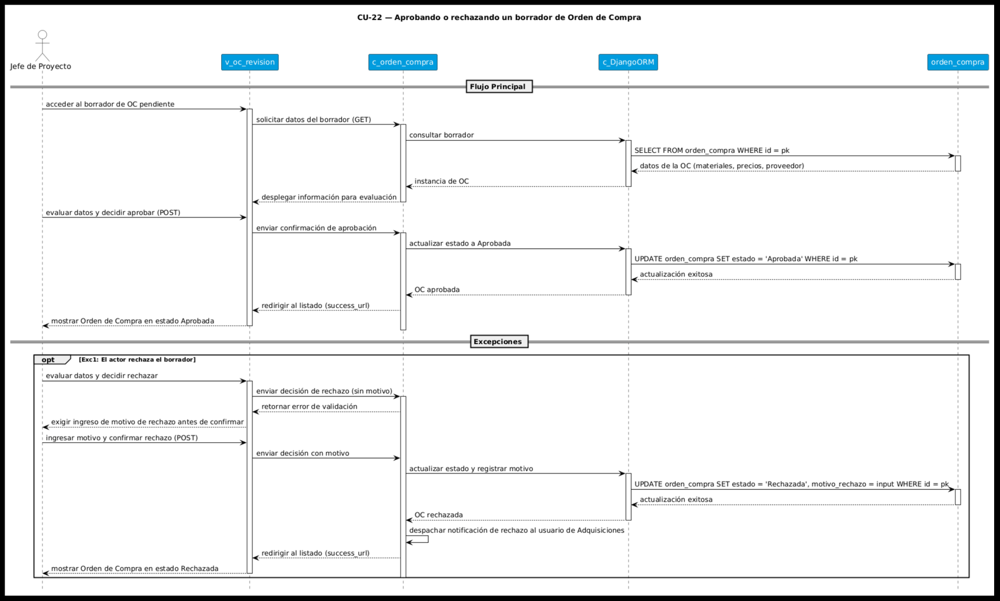 CU-22 — Aprobando o rechazando un borrador de Orden de Compra
Jefe de Proyecto
v_oc_revision
c_orden_compra
c_DjangoORM
orden_compra
Flujo Principal
acceder al borrador de OC pendiente
solicitar datos del borrador (GET)
consultar borrador
SELECT FROM orden_compra WHERE id = pk
datos de la OC (materiales, precios, proveedor)
instancia de OC
desplegar información para evaluación
evaluar datos y decidir aprobar (POST)
enviar confirmación de aprobación
actualizar estado a Aprobada
UPDATE orden_compra SET estado = 'Aprobada' WHERE id = pk
actualización exitosa
OC aprobada
redirigir al listado (success_url)
mostrar Orden de Compra en estado Aprobada
Excepciones
opt [Exc1: El actor rechaza el borrador]
evaluar datos y decidir rechazar
enviar decisión de rechazo (sin motivo)
retornar error de validación
exigir ingreso de motivo de rechazo antes de confirmar
ingresar motivo y confirmar rechazo (POST)
enviar decisión con motivo
actualizar estado y registrar motivo
UPDATE orden_compra SET estado = 'Rechazada', motivo_rechazo = input WHERE id = pk
actualización exitosa
OC rechazada
despachar notificación de rechazo al usuario de Adquisiciones
redirigir al listado (success_url)
mostrar Orden de Compra en estado Rechazada